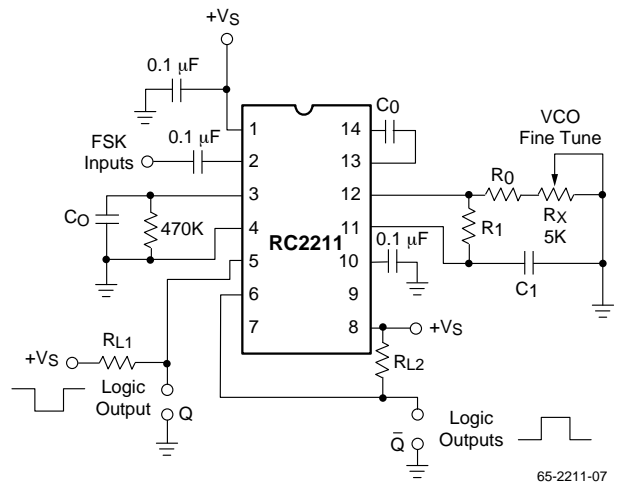 +VS
0.1 µF
FSK
Inputs
0.1 µF
CO
470K
1
2
3
4
5
6
7
RC2211
14
13
12
11
10
9
8
C0
VCO
Fine Tune
R0
RX
5K
R1
C1
0.1 µF
+VS
RL2
+VS
RL1
Logic
Output
Q
Q̄
Logic
Outputs
65-2211-07